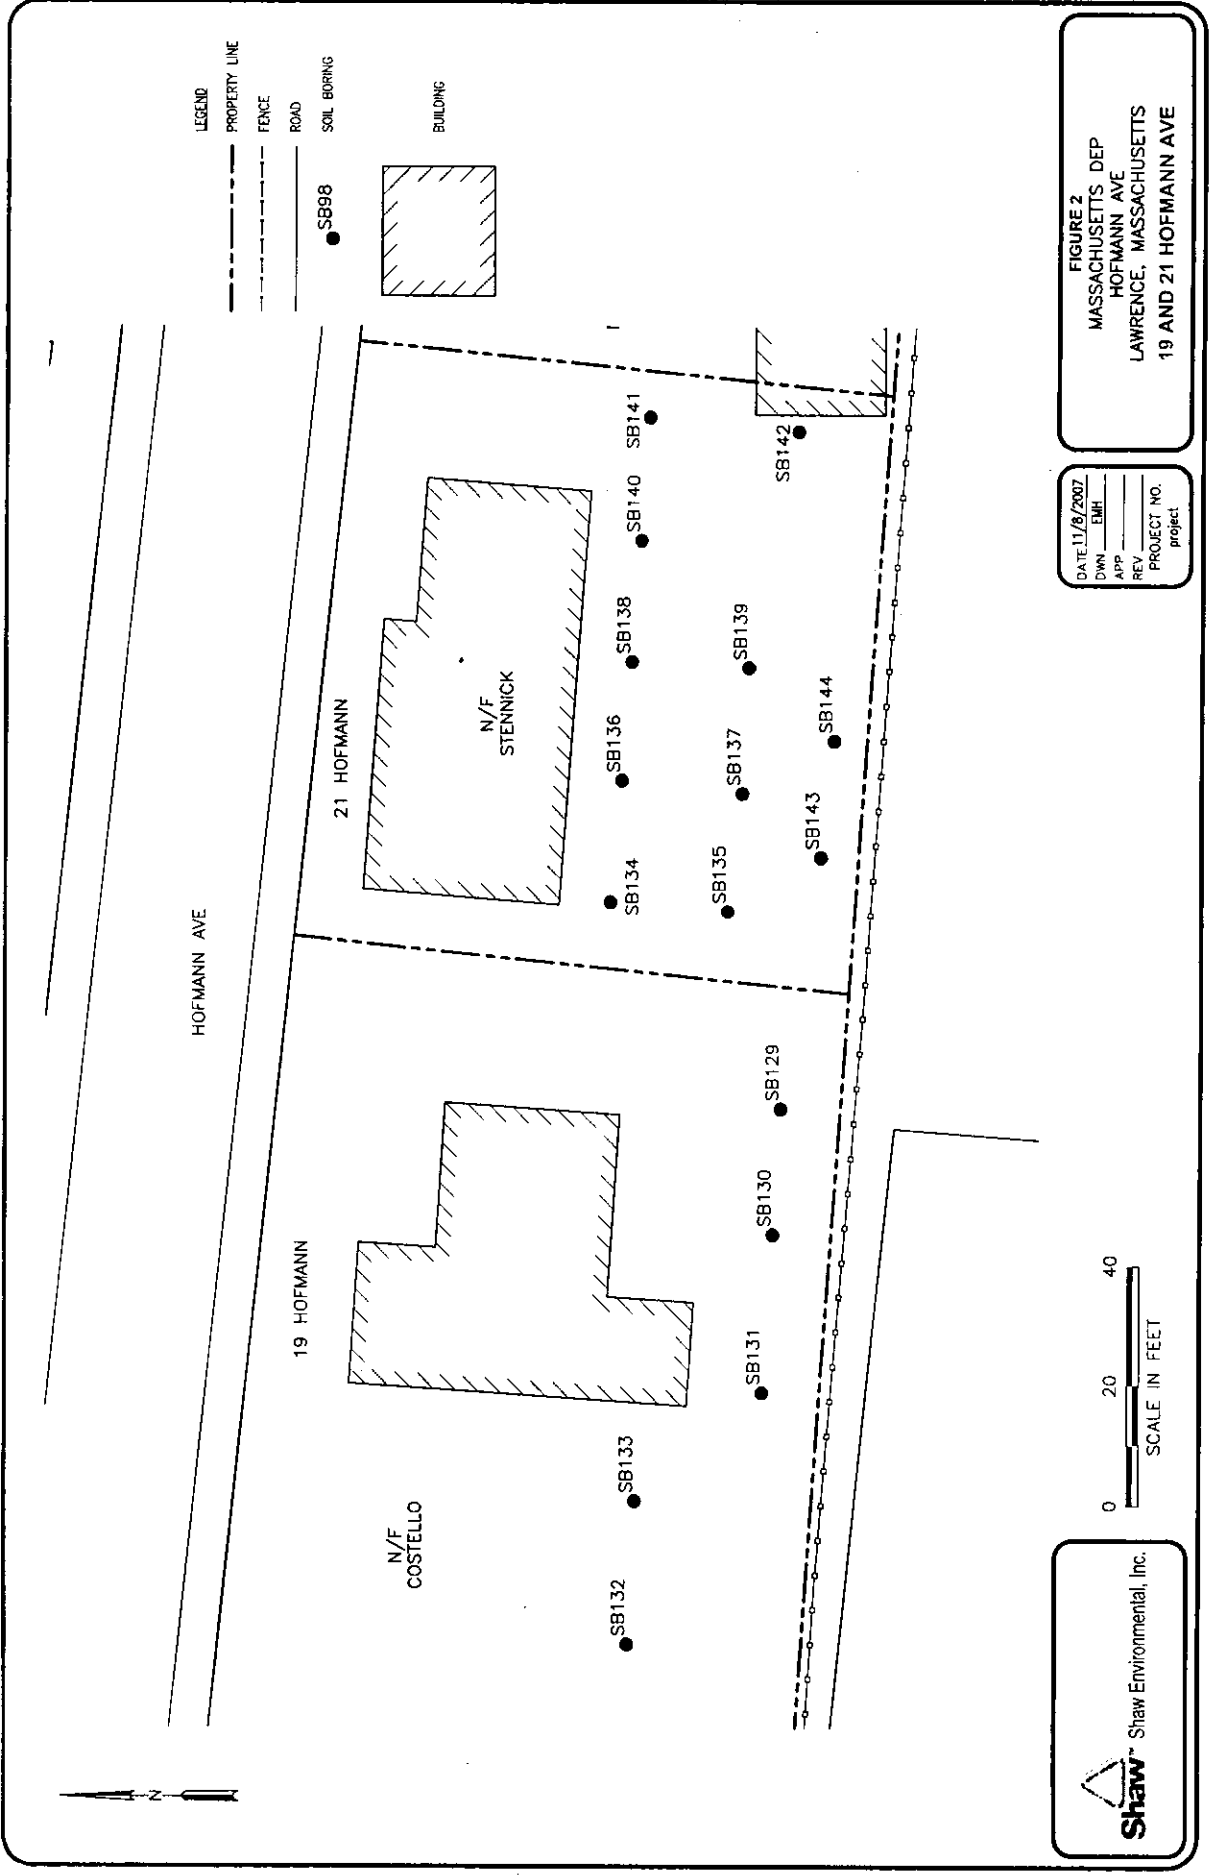 LEGEND
PROPERTY LINE
FENCE
ROAD
SB98
SOIL BORING
BUILDING
N
HOFMANN AVE
19 HOFMANN
21 HOFMANN
N/F
COSTELLO
N/F
STENNICK
SB132
SB133
SB131
SB130
SB129
SB134
SB136
SB138
SB140
SB141
SB135
SB137
SB139
SB142
SB143
SB144
Shaw™ Shaw Environmental, Inc.
0 20 40
SCALE IN FEET
DATE 11/8/2007
DWN EMH
APP
REV
PROJECT NO.
project
FIGURE 2
MASSACHUSETTS DEP
HOFMANN AVE
LAWRENCE, MASSACHUSETTS
19 AND 21 HOFMANN AVE